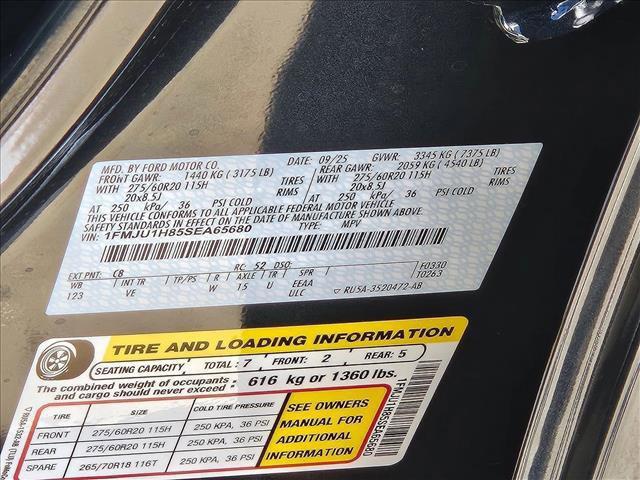 MFD. BY FORD MOTOR CO.
DATE: 09/25 GVWR: 3345 KG ( 7375 LB)
FRONT GAWR: 1440 KG ( 3175 LB) REAR GAWR: 2059 KG ( 4540 LB)
WITH 275/60R20 115H TIRES WITH 275/60R20 115H TIRES
20x8.5J RIMS 20x8.5J RIMS
AT 250 kPa/ 36 PSI COLD AT 250 kPa/ 36 PSI COLD
THIS VEHICLE CONFORMS TO ALL APPLICABLE FEDERAL MOTOR VEHICLE
SAFETY STANDARDS IN EFFECT ON THE DATE OF MANUFACTURE SHOWN ABOVE.
VIN: 1FMJU1H85SEA65680 TYPE: MPV
EXT PNT: C8 RC: 52 DSO: F0330
WB INT TR TP/PS R AXLE TR SPR T0263
123 VE W 15 U EEAA
ULC ▽ RU5A-3520472-AB
TIRE AND LOADING INFORMATION
SEATING CAPACITY TOTAL: 7 FRONT: 2 REAR: 5
The combined weight of occupants and cargo should never exceed : 616 kg or 1360 lbs.
TIRE SIZE COLD TIRE PRESSURE
FRONT 275/60R20 115H 250 KPA, 36 PSI
REAR 275/60R20 115H 250 KPA, 36 PSI
SPARE 265/70R18 116T 250 KPA, 36 PSI
SEE OWNERS
MANUAL FOR
ADDITIONAL
INFORMATION
1FMJU1H85SEA65680